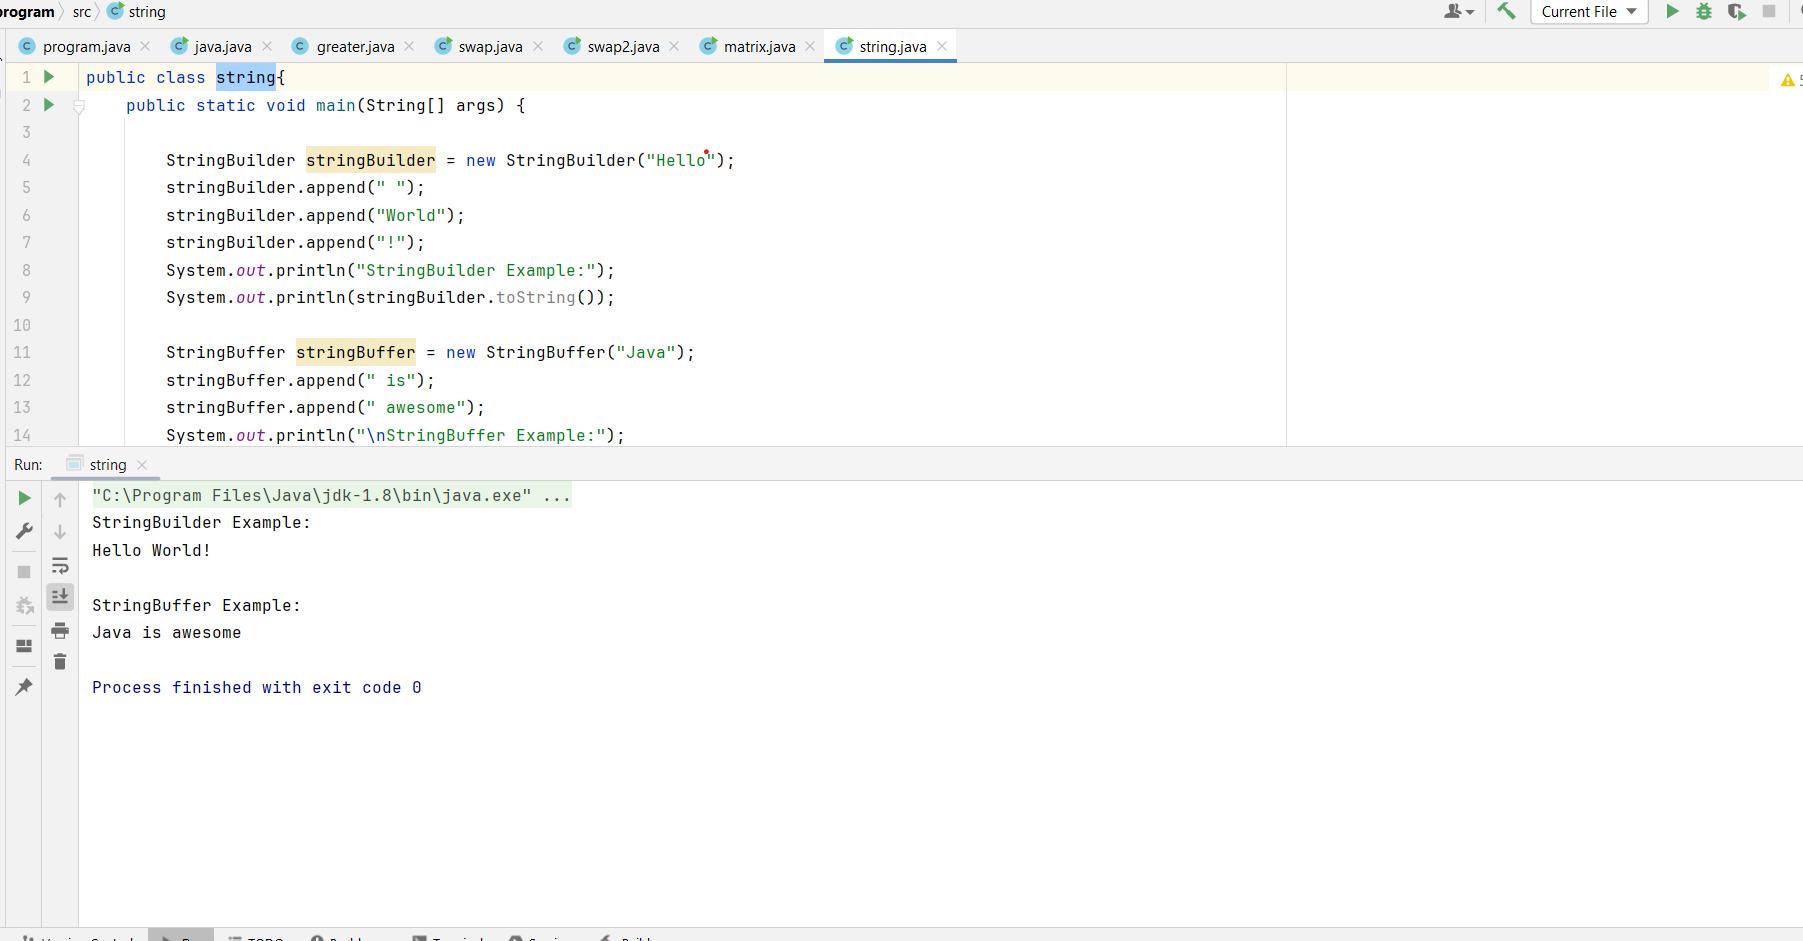 program src string
Current File
program.java java.java greater.java swap.java swap2.java matrix.java string.java
1 public class string{
2 public static void main(String[] args) {
3
4 StringBuilder stringBuilder = new StringBuilder("Hello");
5 stringBuilder.append(" ");
6 stringBuilder.append("World");
7 stringBuilder.append("!");
8 System.out.println("StringBuilder Example:");
9 System.out.println(stringBuilder.toString());
10
11 StringBuffer stringBuffer = new StringBuffer("Java");
12 stringBuffer.append(" is");
13 stringBuffer.append(" awesome");
14 System.out.println("\nStringBuffer Example:");
Run: string
"C:\Program Files\Java\jdk-1.8\bin\java.exe" ...
StringBuilder Example:
Hello World!
StringBuffer Example:
Java is awesome
Process finished with exit code 0